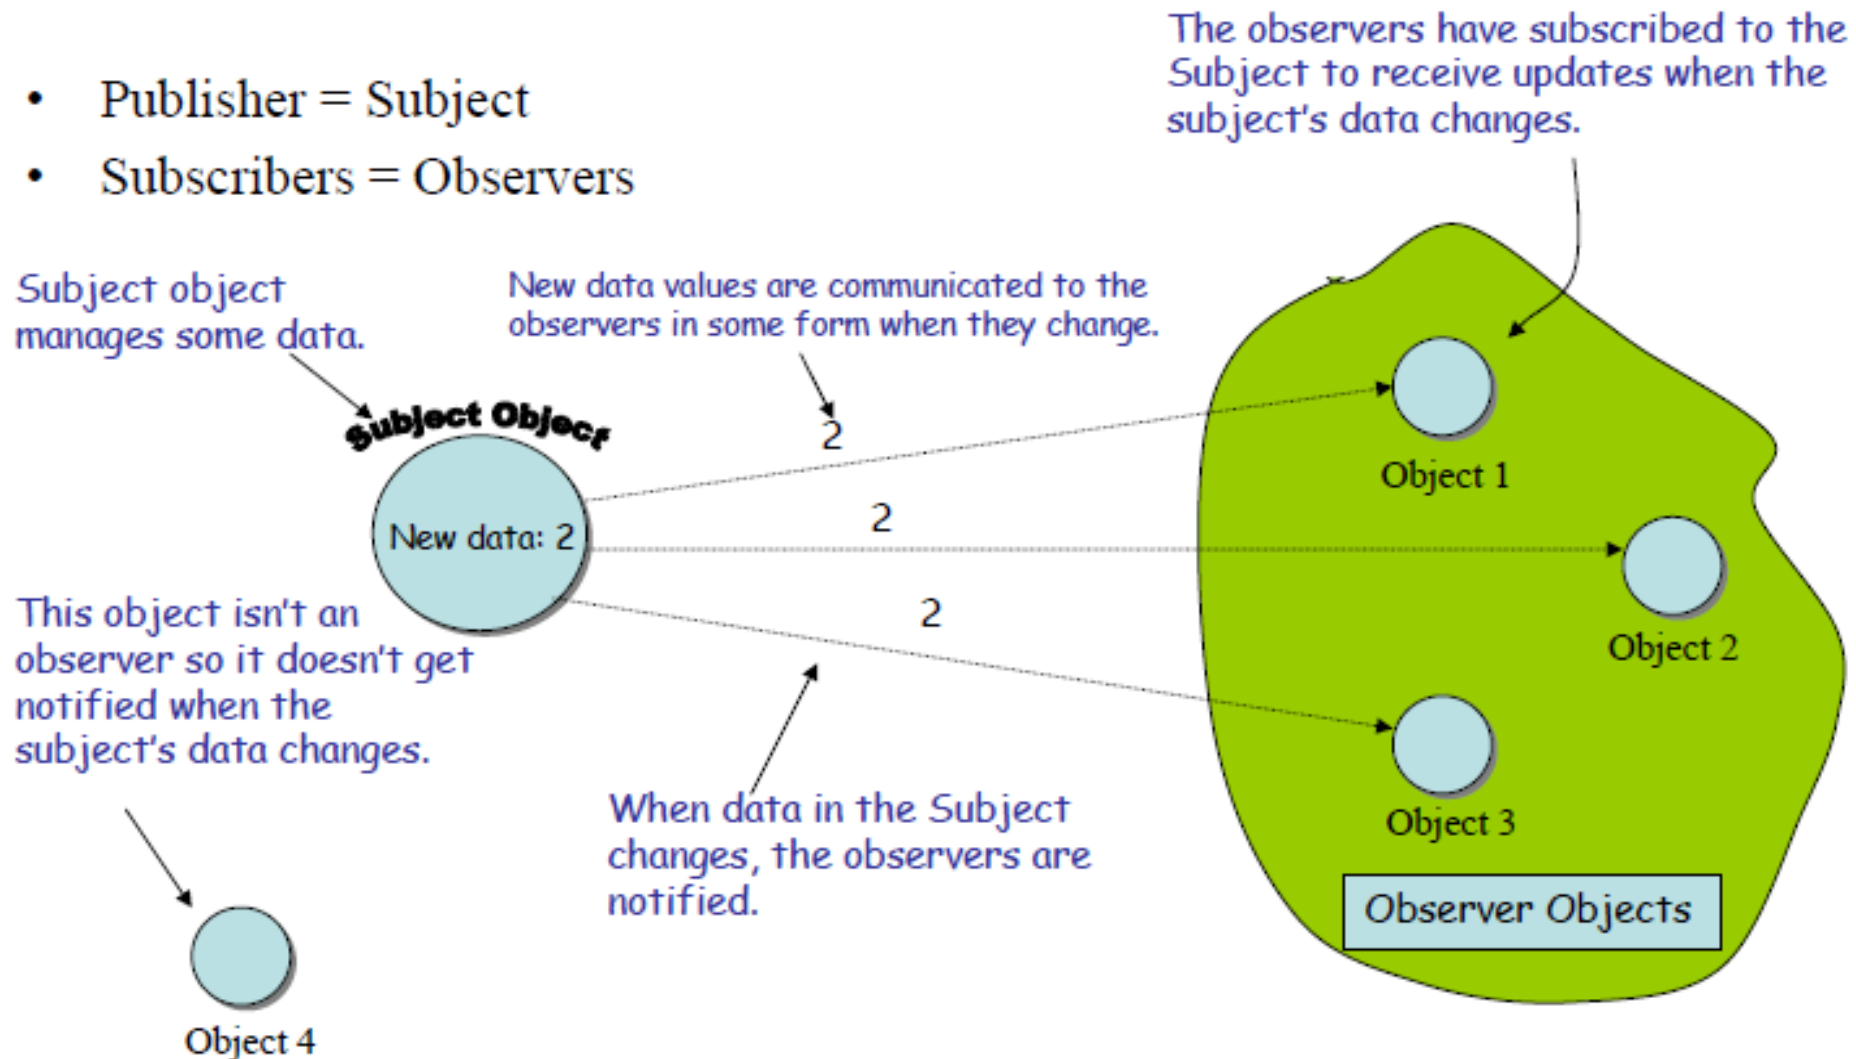 The observers have subscribed to the
Subject to receive updates when the
subject's data changes.
• Publisher = Subject
• Subscribers = Observers
Subject object
manages some data.
New data values are communicated to the
observers in some form when they change.
Subject Object
2
Object 1
New data: 2
2
2
Object 2
This object isn't an
observer so it doesn't get
notified when the
subject's data changes.
When data in the Subject
changes, the observers are
notified.
Object 3
Observer Objects
Object 4